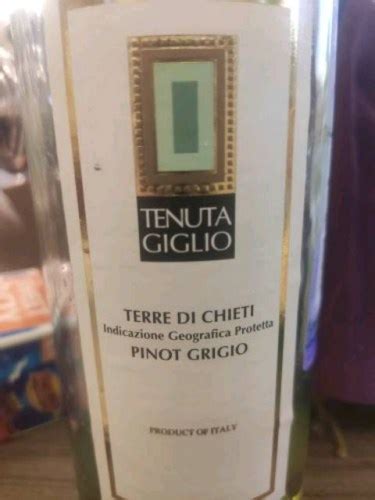 TENUTA
GIGLIO
TERRE DI CHIETI
Indicazione Geografica Protetta
PINOT GRIGIO
PRODUCT OF ITALY